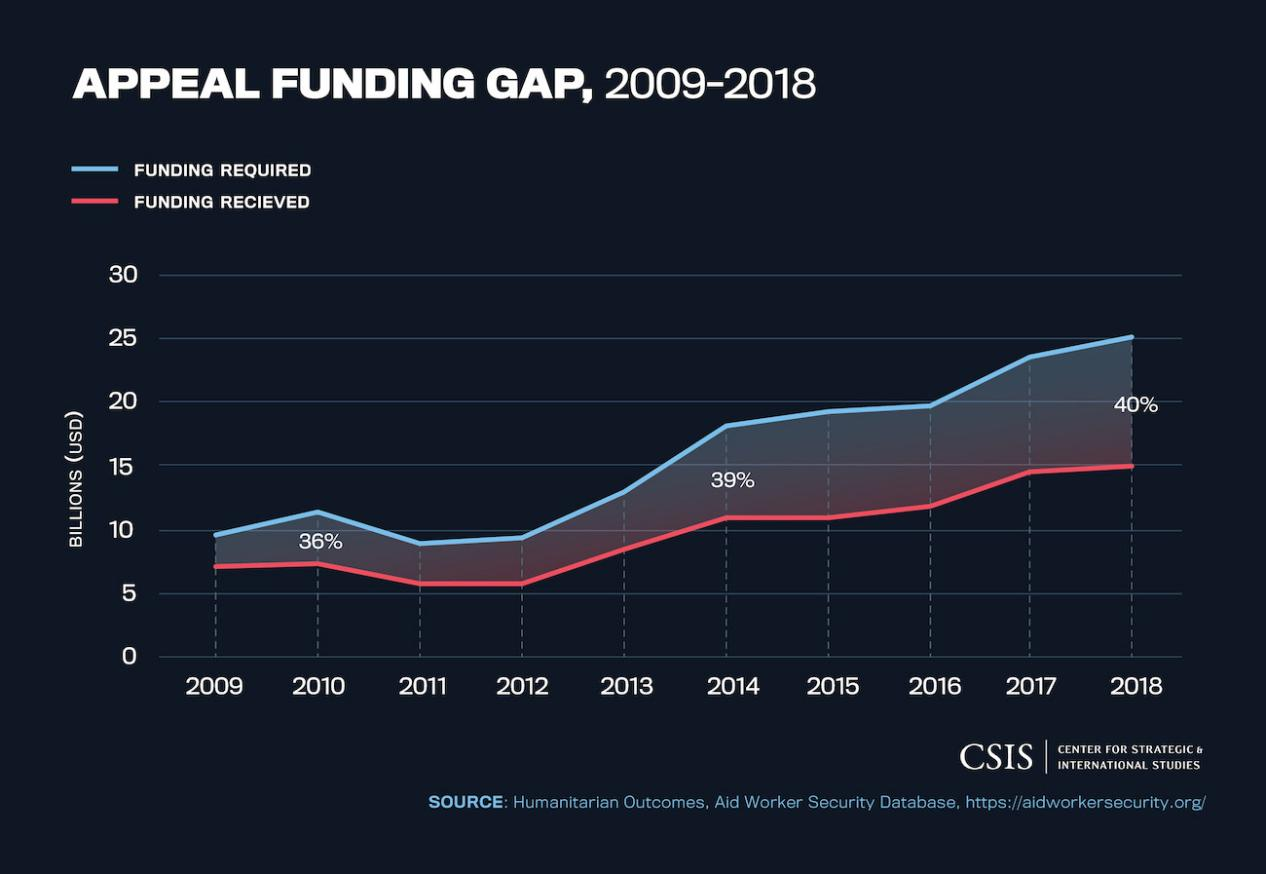 APPEAL FUNDING GAP, 2009–2018
FUNDING REQUIRED
FUNDING RECIEVED
BILLIONS (USD)
30
25
20
15
10
5
0
36%
39%
40%
2009 2010 2011 2012 2013 2014 2015 2016 2017 2018
CSIS | CENTER FOR STRATEGIC &
INTERNATIONAL STUDIES
SOURCE: Humanitarian Outcomes, Aid Worker Security Database, https://aidworkersecurity.org/